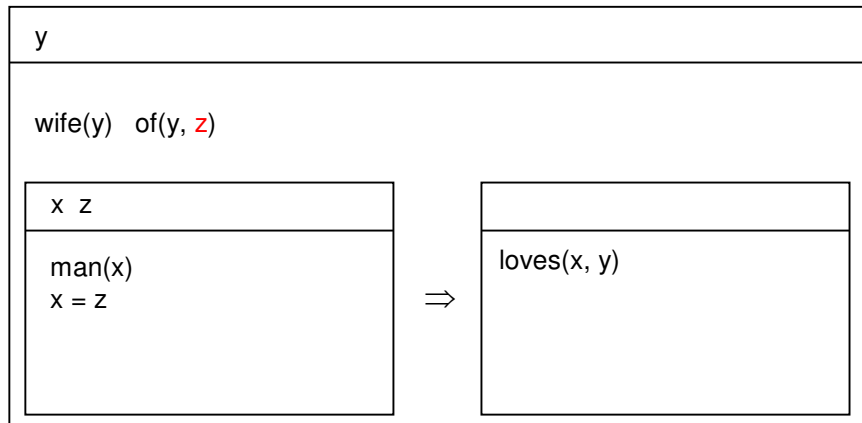 y
wife(y) of(y, z)
x z
man(x)
x = z
⇒
loves(x, y)